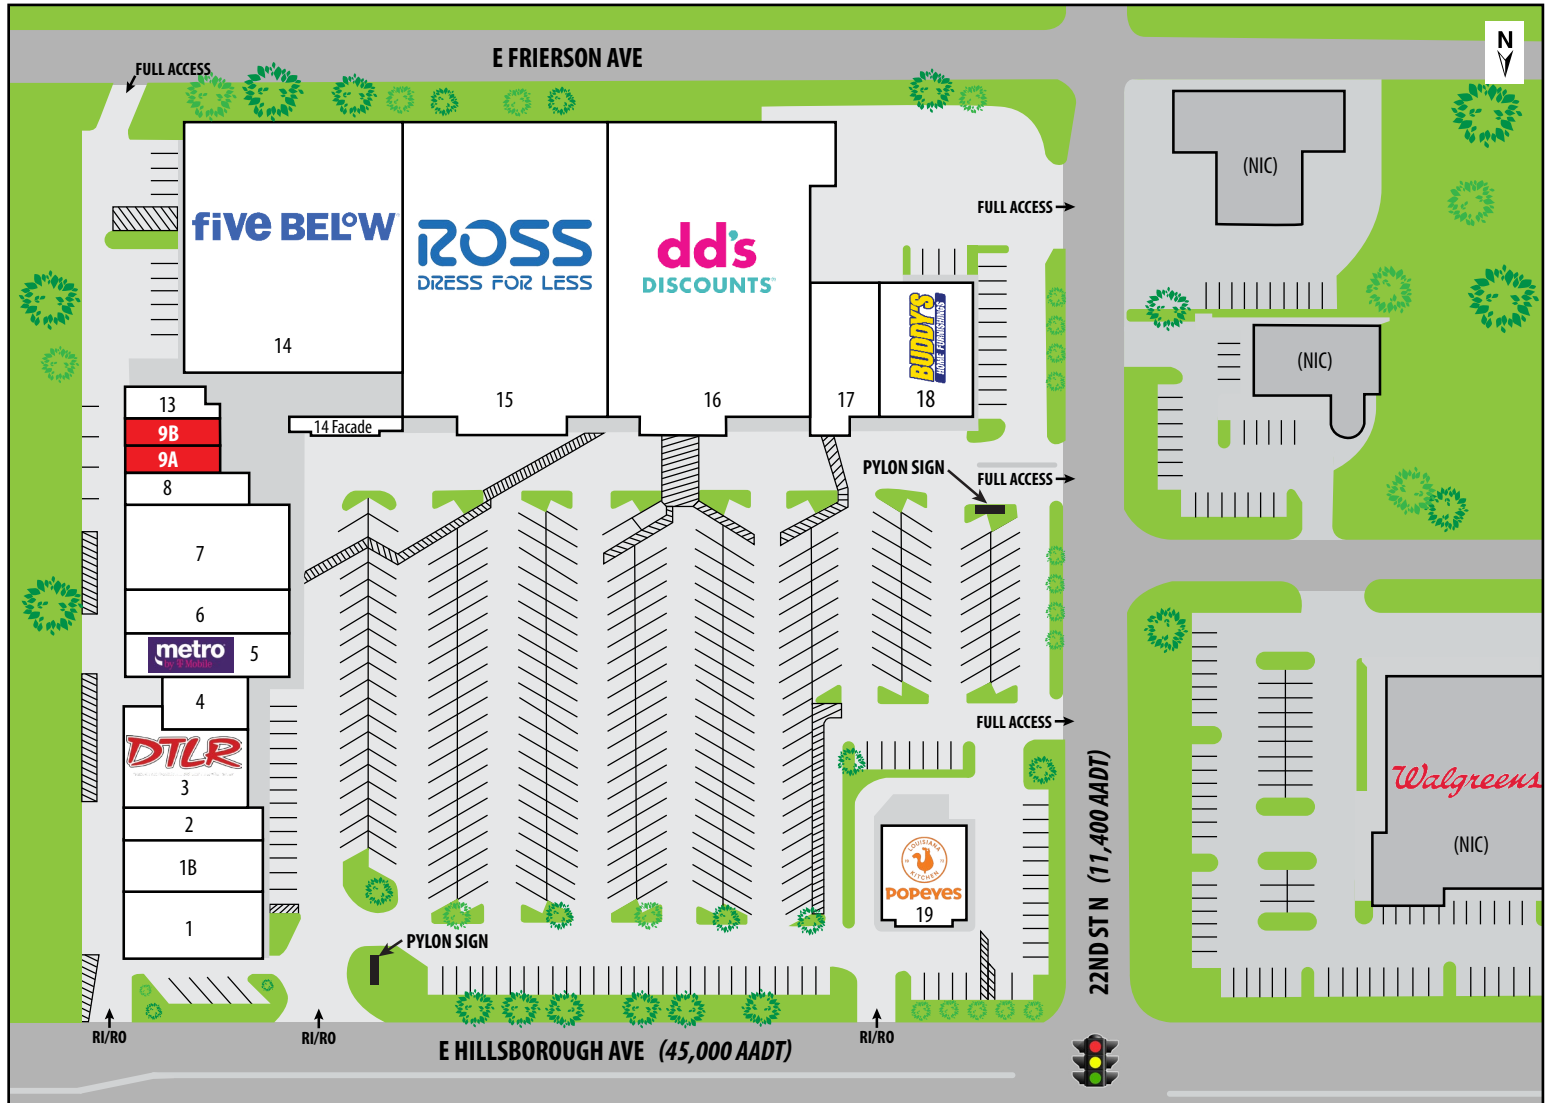 E FRIERSON AVE
N
FULL ACCESS
(NIC)
FULL ACCESS
five BELOW
ROSS
DRESS FOR LESS
dd's
DISCOUNTS
BUDDY'S
HOME FURNISHINGS
14
15
16
17
18
(NIC)
13
14 Facade
9B
9A
8
PYLON SIGN
FULL ACCESS
7
6
metro
by T Mobile
5
4
FULL ACCESS
DTLR
3
2
1B
1
Walgreens
(NIC)
LOUISIANA
KITCHEN
POPEYES
19
PYLON SIGN
22ND ST N (11,400 AADT)
RI/RO
RI/RO
RI/RO
E HILLSBOROUGH AVE (45,000 AADT)